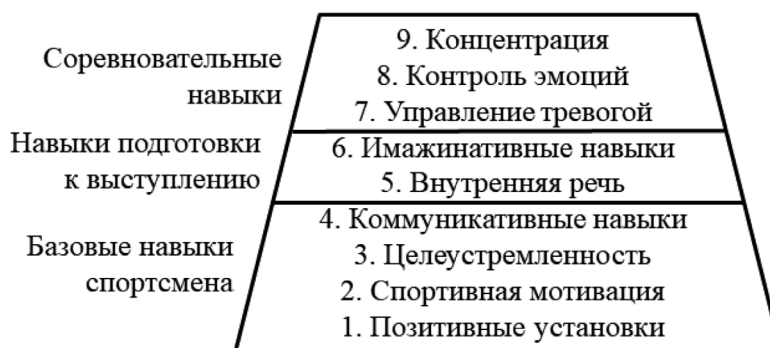 Соревновательные
навыки
9. Концентрация
8. Контроль эмоций
7. Управление тревогой
Навыки подготовки
к выступлению
6. Имажинативные навыки
5. Внутренняя речь
Базовые навыки
спортсмена
4. Коммуникативные навыки
3. Целеустремленность
2. Спортивная мотивация
1. Позитивные установки